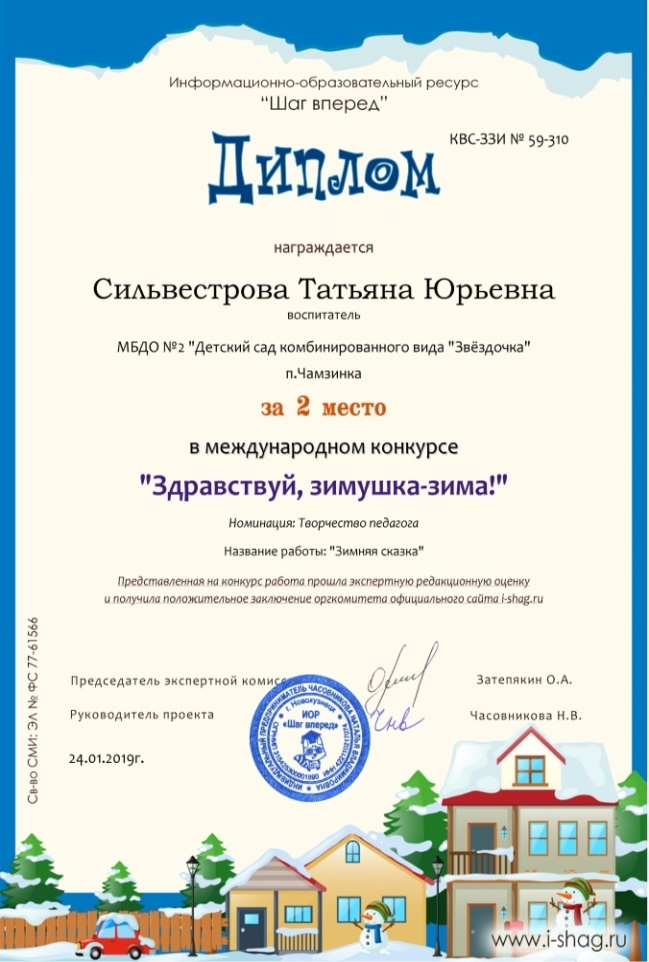 Информационно-образовательный ресурс
“Шаг вперед”
КВС-ЗЗИ № 59-310
Диплом
награждается
Сильвестрова Татьяна Юрьевна
воспитатель
МБДО №2 "Детский сад комбинированного вида "Звёздочка"
п.Чамзинка
за 2 место
в международном конкурсе
"Здравствуй, зимушка-зима!"
Номинация: Творчество педагога
Название работы: "Зимняя сказка"
Представленная на конкурс работа прошла экспертную редакционную оценку
и получила положительное заключение оргкомитета официального сайта i-shag.ru
Св-во СМИ: ЭЛ № ФС 77-61566
Председатель экспертной комисс
Затепякин О.А.
Руководитель проекта
Часовникова Н.В.
24.01.2019г.
ИНДИВИДУАЛЬНЫЙ ПРЕДПРИНИМАТЕЛЬ ЧАСОВНИКОВА НАТАЛЬЯ ВЛАДИМИРОВНА
г. Новокузнецк
ИОР
«Шаг вперед»
www.i-shag.ru